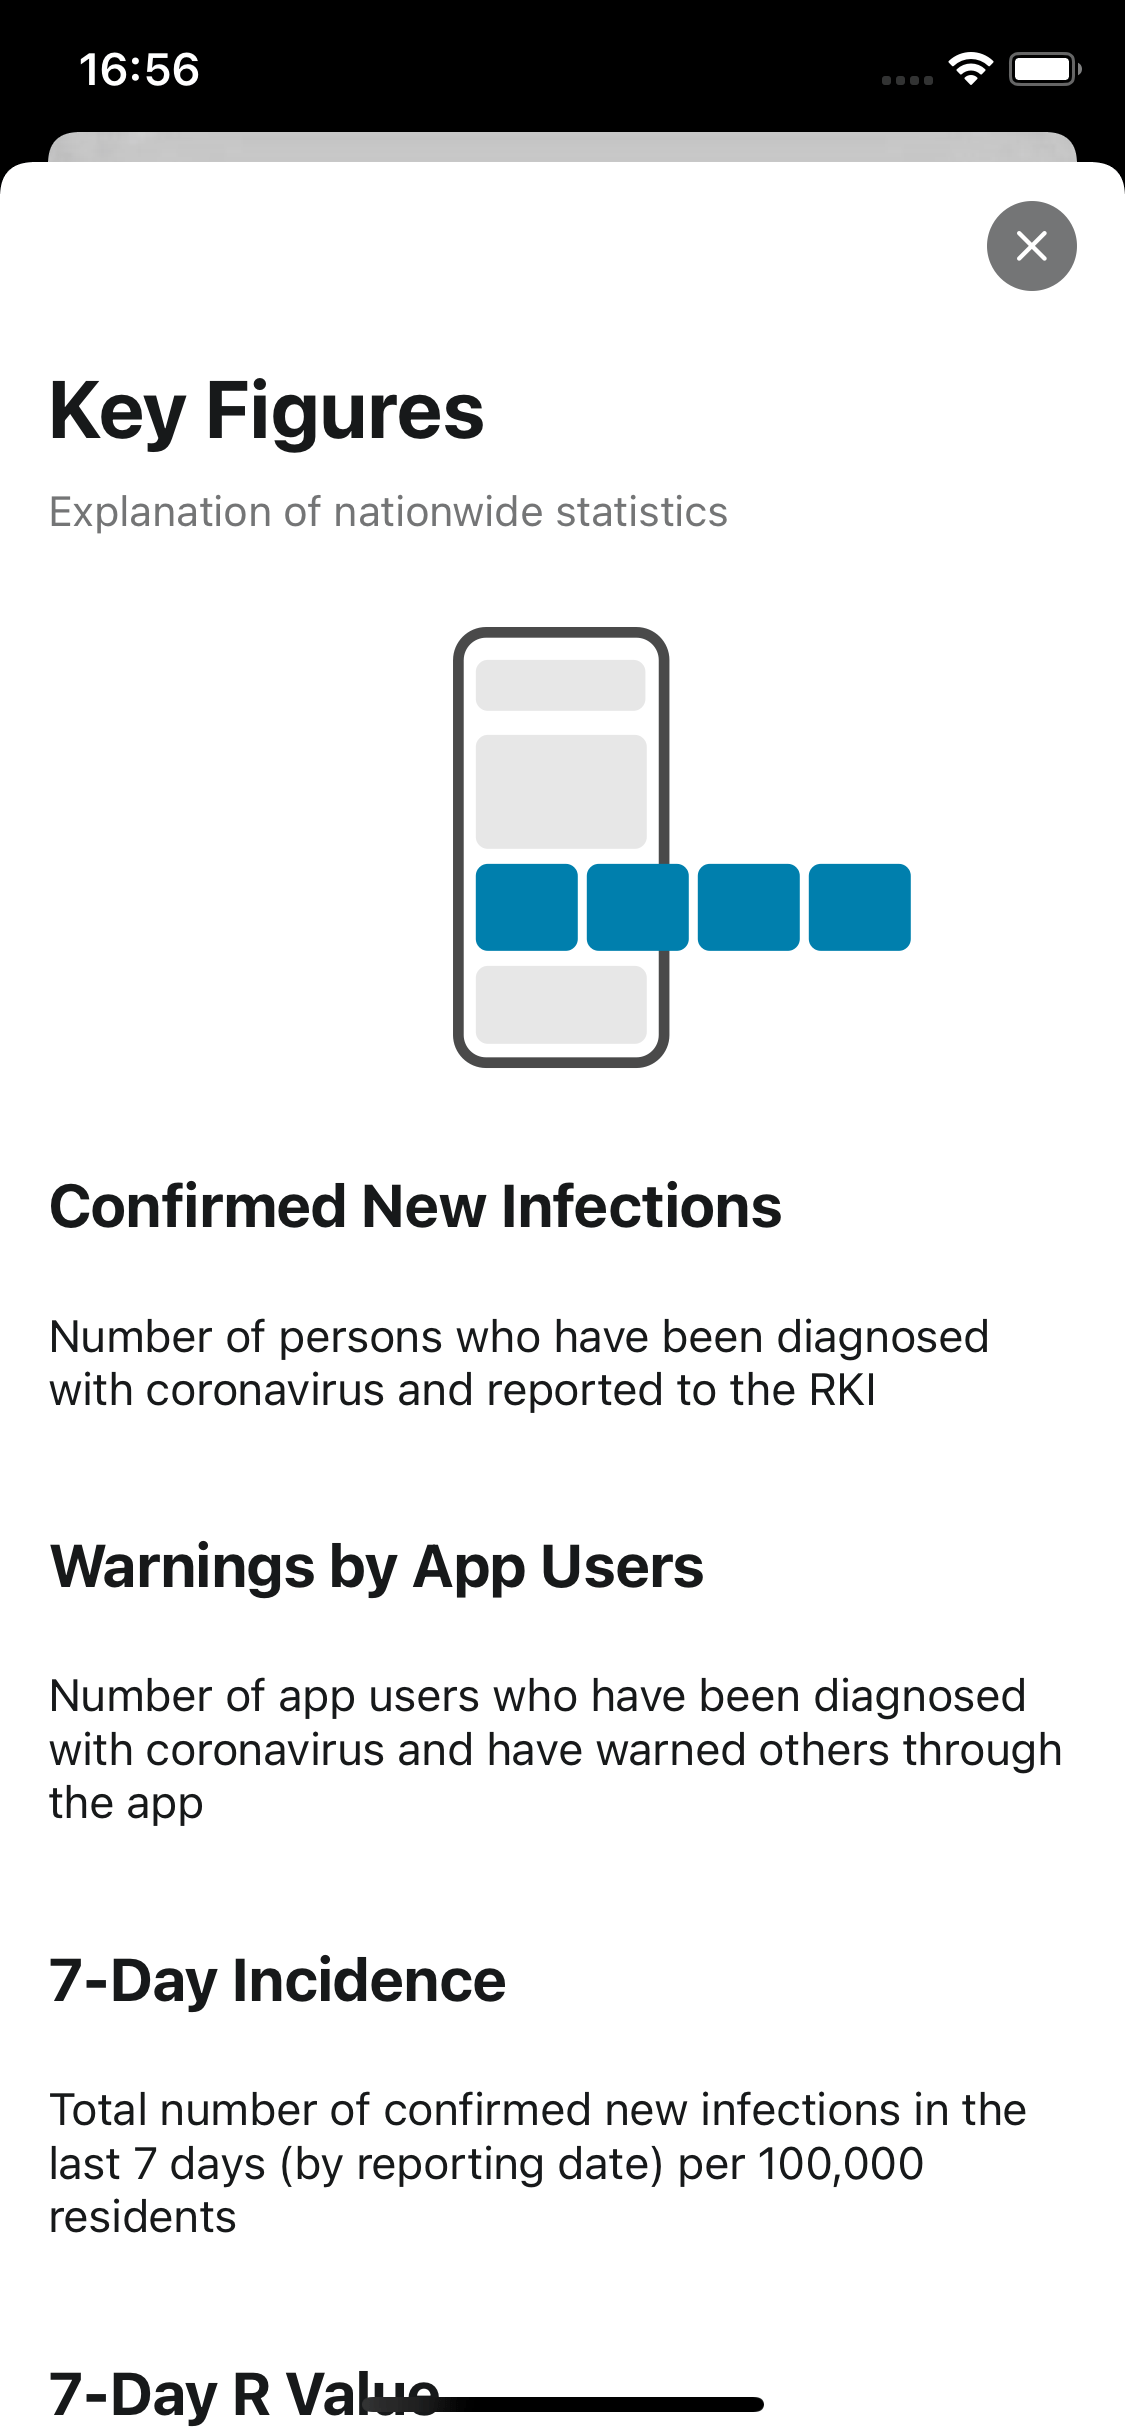 16:56
Key Figures
Explanation of nationwide statistics
Confirmed New Infections
Number of persons who have been diagnosed
with coronavirus and reported to the RKI
Warnings by App Users
Number of app users who have been diagnosed
with coronavirus and have warned others through
the app
7-Day Incidence
Total number of confirmed new infections in the
last 7 days (by reporting date) per 100,000
residents
7-Day R Value